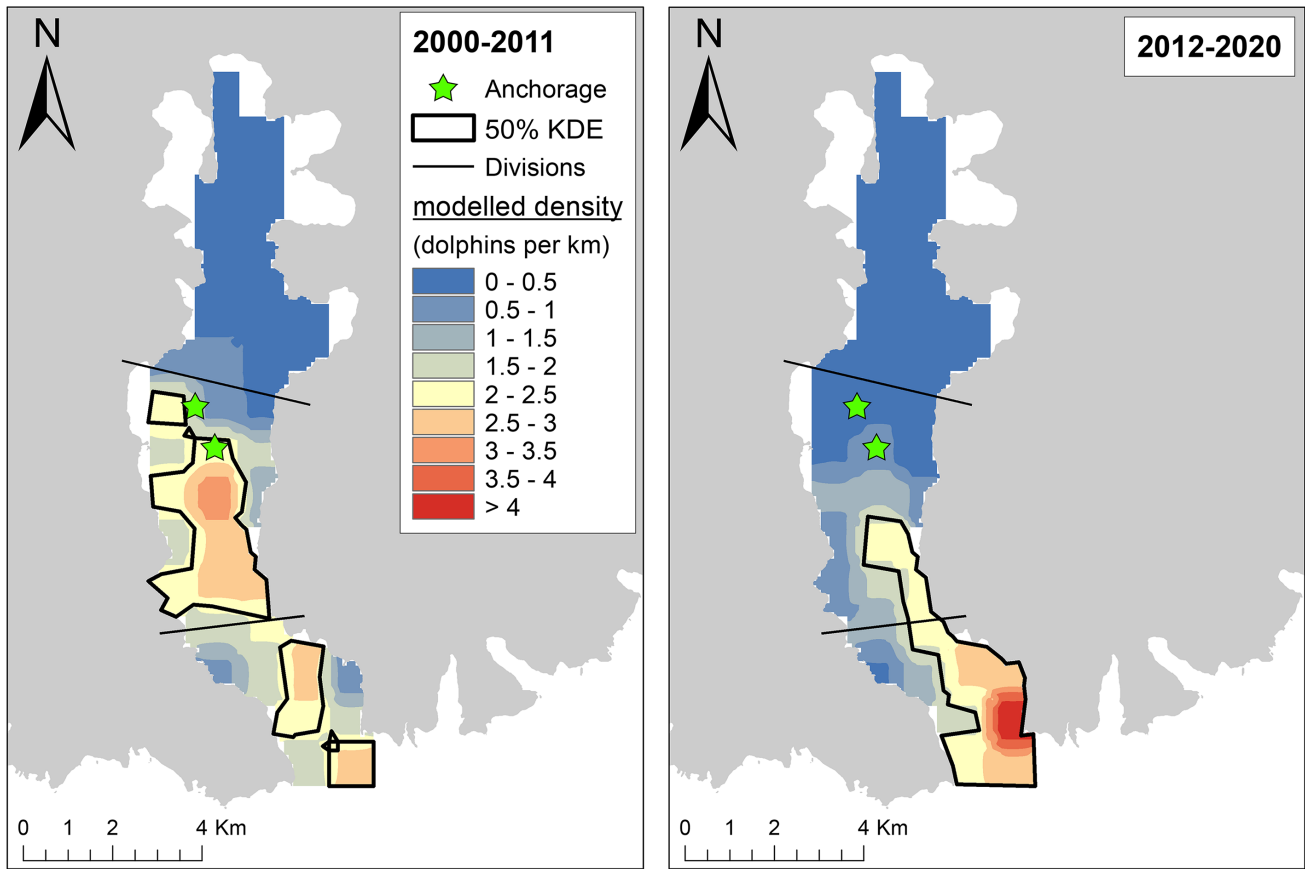 N
2000-2011
Anchorage
50% KDE
Divisions
modelled density
(dolphins per km)
0 - 0.5
0.5 - 1
1 - 1.5
1.5 - 2
2 - 2.5
2.5 - 3
3 - 3.5
3.5 - 4
> 4
0 1 2 4 Km
N
2012-2020
0 1 2 4 Km